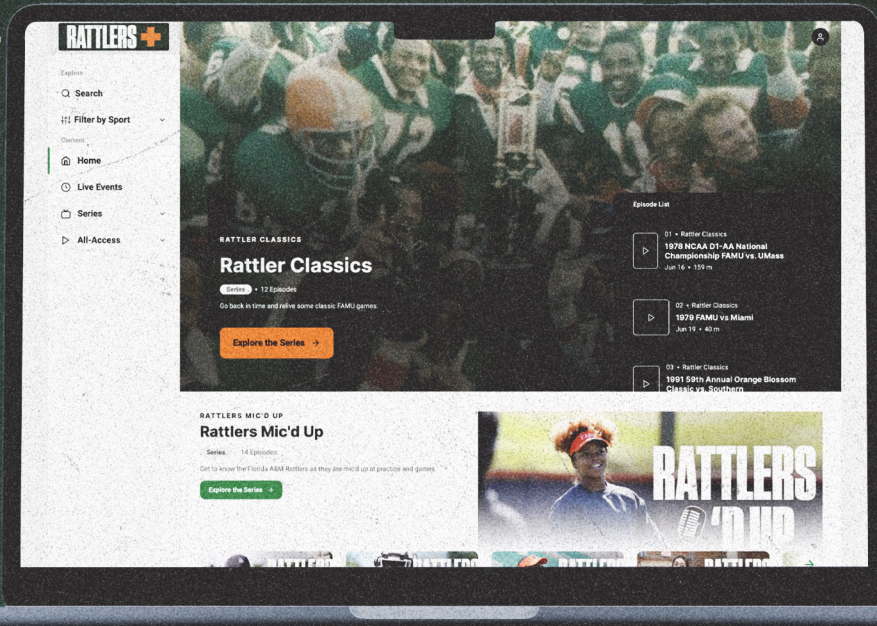 RATTLERS +
Explore
Search
Filter by Sport
Content
Home
Live Events
Series
All-Access
RATTLER CLASSICS
Rattler Classics
Series • 12 Episodes
Go back in time and relive some classic FAMU games.
Explore the Series →
Episode List
01 • Rattler Classics
1978 NCAA D1-AA National
Championship FAMU vs. UMass
Jun 16 • 159 m
02 • Rattler Classics
1979 FAMU vs Miami
Jun 19 • 40 m
03 • Rattler Classics
1991 59th Annual Orange Blossom
Classic vs. Southern
RATTLERS MIC'D UP
Rattlers Mic'd Up
Series 14 Episodes
Get to know the Florida A&M Rattlers as they are mic'd up at practice and games
Explore the Series →
RATTLERS
'D UP